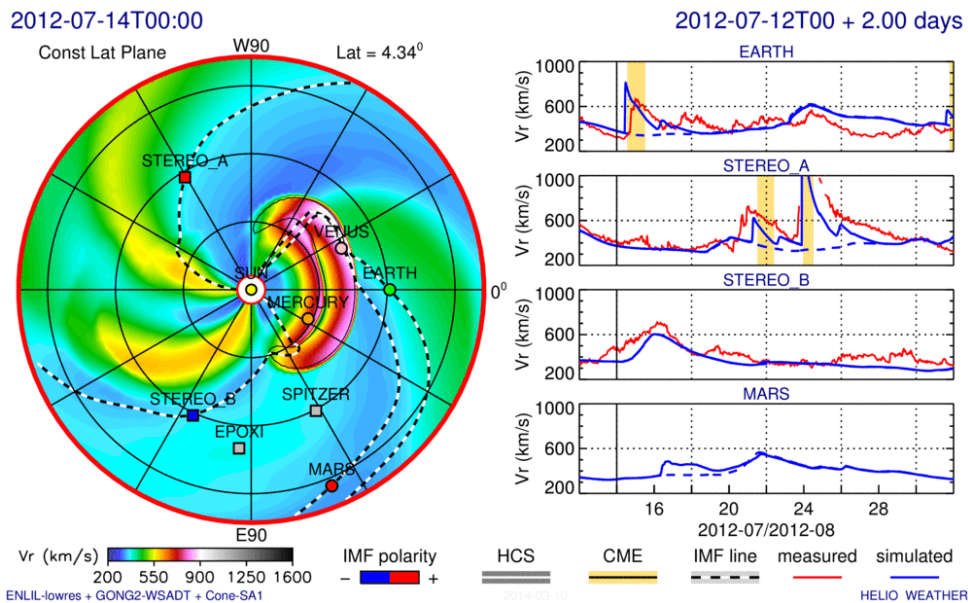 2012-07-14T00:00
2012-07-12T00 + 2.00 days
Const Lat Plane
W90
Lat = 4.34⁰
STEREO_A
VENUS
SUN
EARTH
0⁰
MERCURY
STEREO_B
SPITZER
EPOXI
MARS
E90
EARTH
Vr (km/s)
1000
600
200
STEREO_A
Vr (km/s)
1000
600
200
STEREO_B
Vr (km/s)
1000
600
200
MARS
Vr (km/s)
1000
600
200
16 20 24 28
2012-07/2012-08
Vr (km/s)
200 550 900 1250 1600
IMF polarity
- +
HCS
CME
IMF line
measured
simulated
ENLIL-lowres + GONG2-WSADT + Cone-SA1
2014-03-10
HELIO WEATHER